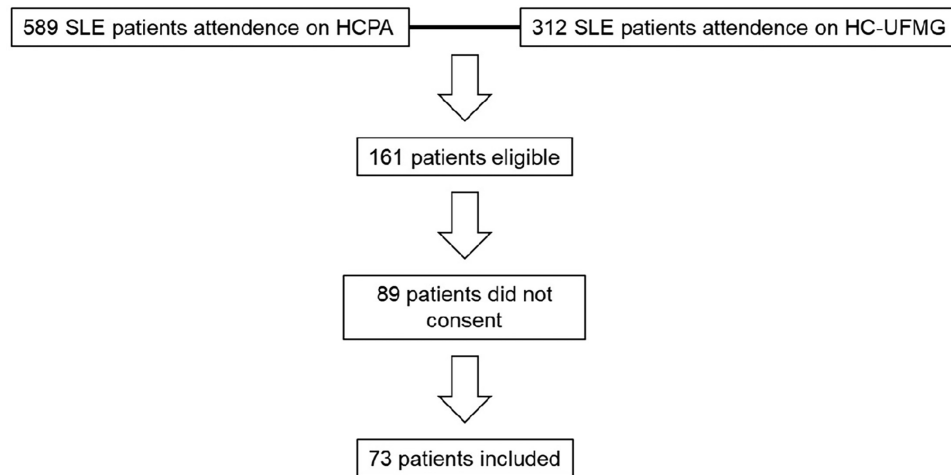 589 SLE patients attendence on HCPA
312 SLE patients attendence on HC-UFMG
161 patients eligible
89 patients did not
consent
73 patients included